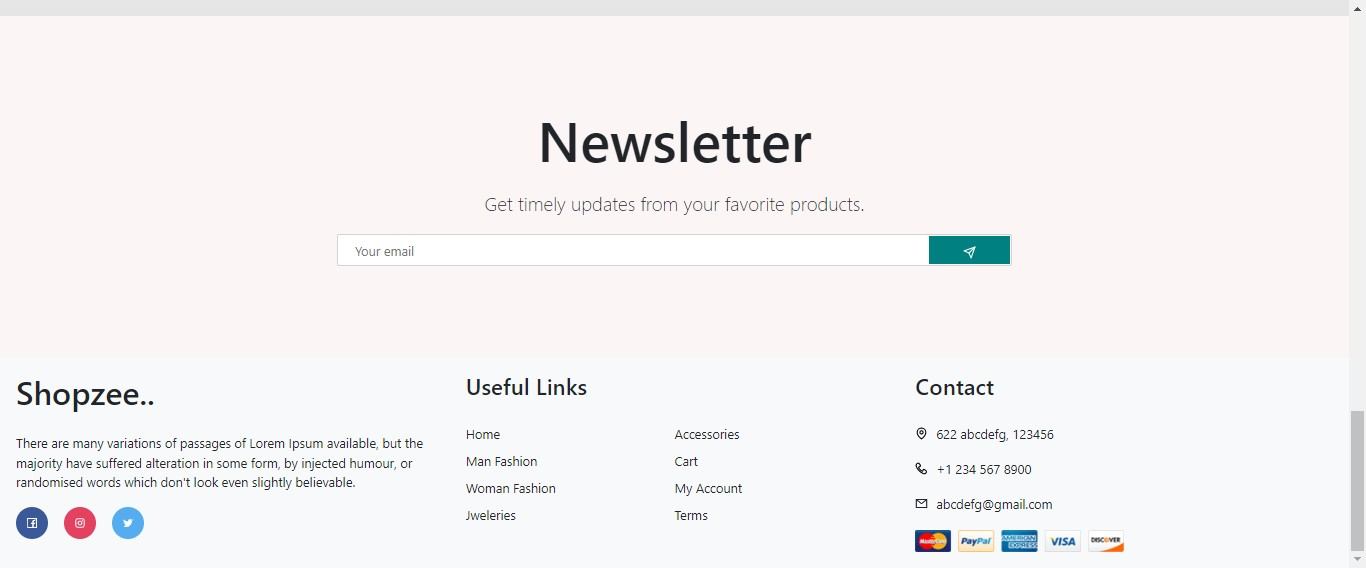 Newsletter
Get timely updates from your favorite products.
Your email
Shopzee..
There are many variations of passages of Lorem Ipsum available, but the
majority have suffered alteration in some form, by injected humour, or
randomised words which don't look even slightly believable.
Useful Links
Home
Man Fashion
Woman Fashion
Jweleries
Accessories
Cart
My Account
Terms
Contact
622 abcdefg, 123456
+1 234 567 8900
abcdefg@gmail.com
MasterCard PayPal AMERICAN EXPRESS VISA DISCOVER